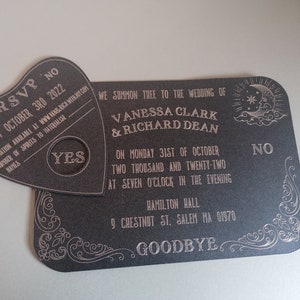 RSVP NO
OCTOBER 3RD 2022
YES
WE SUMMON THEE TO THE WEDDING OF
VANESSA CLARK
& RICHARD DEAN
ON MONDAY 31ST OF OCTOBER
TWO THOUSAND AND TWENTY-TWO
AT SEVEN O'CLOCK IN THE EVENING
NO
HAMILTON HALL
9 CHESTNUT ST, SALEM MA 01970
GOODBYE